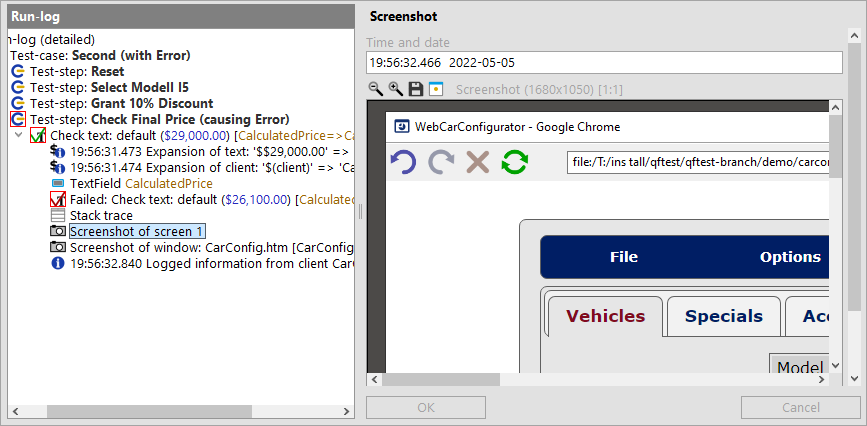 Run-log
n-log (detailed)
Test-case: Second (with Error)
Test-step: Reset
Test-step: Select Modell I5
Test-step: Grant 10% Discount
Test-step: Check Final Price (causing Error)
Check text: default ($29,000.00) [CalculatedPrice=>Ca
19:56:31.473 Expansion of text: '$$29,000.00' =>
19:56:31.474 Expansion of client: '$(client)' => 'Ca
TextField CalculatedPrice
Failed: Check text: default ($26,100.00) [Calculated
Stack trace
Screenshot of screen 1
Screenshot of window: CarConfig.htm [CarConfig
19:56:32.840 Logged information from client CarCo
Screenshot
Time and date
19:56:32.466 2022-05-05
Screenshot (1680x1050) [1:1]
WebCarConfigurator - Google Chrome
file:/T:/ins tall/qftest/qftest-branch/demo/carcon
File Options
Vehicles Specials Acc
Model
OK Cancel